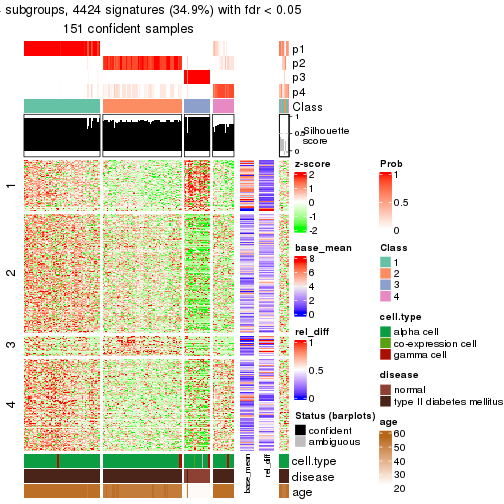 subgroups, 4424 signatures (34.9%) with fdr < 0.05
151 confident samples
p1
p2
p3
p4
Class
1
0.5
0
Silhouette
score
1
2
3
4
z-score
2
1
0
-1
-2
base_mean
8
6
4
2
0
rel_diff
1
0.5
0
Status (barplots)
confident
ambiguous
Prob
1
0.5
0
Class
1
2
3
4
cell.type
alpha cell
co-expression cell
gamma cell
disease
normal
type II diabetes mellitus
age
60
50
40
30
20
cell.type
disease
age
base_mean
rel_diff